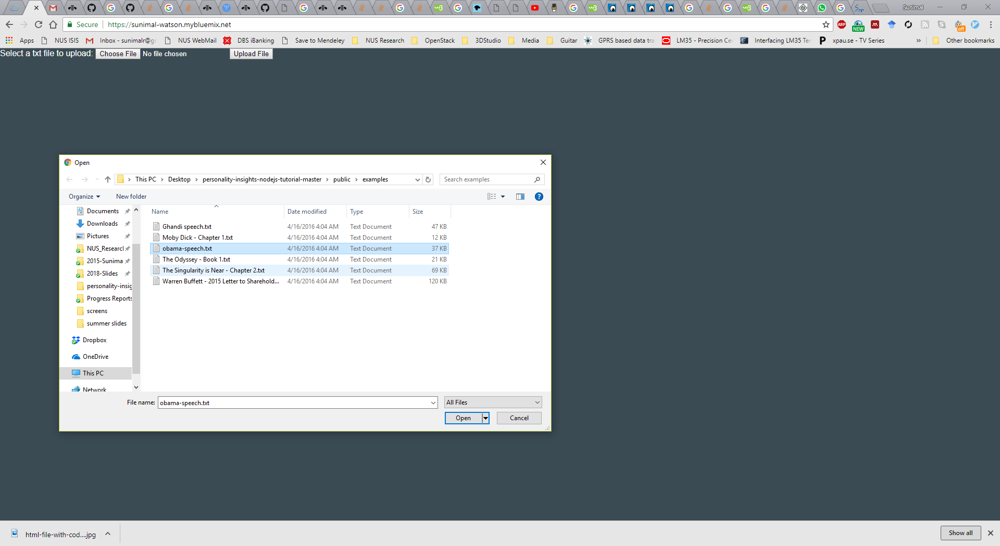 Sunimal
Secure https://sunimal-watson.mybluemix.net
ABP NEW off
Apps NUS ISIS Inbox - sunimalr@g NUS WebMail DBS iBanking Save to Mendeley NUS Research OpenStack 3DStudio Media Guitar GPRS based data tra LM35 - Precision Ce Interfacing LM35 Te xpau.se - TV Series » Other bookmarks
Select a txt file to upload: Choose File No file chosen Upload File
Open
This PC > Desktop > personality-insights-nodejs-tutorial-master > public > examples Search examples
Organize New folder
Documents
Downloads
Pictures
NUS_Researcl
2015-Sunima
2018-Slides
personality-insig
Progress Reports
screens
summer slides
Dropbox
OneDrive
This PC
Network
Name Date modified Type Size
Ghandi speech.txt 4/16/2016 4:04 AM Text Document 47 KB
Moby Dick - Chapter 1.txt 4/16/2016 4:04 AM Text Document 12 KB
obama-speech.txt 4/16/2016 4:04 AM Text Document 37 KB
The Odyssey - Book 1.txt 4/16/2016 4:04 AM Text Document 21 KB
The Singularity is Near - Chapter 2.txt 4/16/2016 4:04 AM Text Document 69 KB
Warren Buffett - 2015 Letter to Sharehold... 4/16/2016 4:04 AM Text Document 120 KB
File name: obama-speech.txt All Files
Open Cancel
html-file-with-cod....jpg Show all